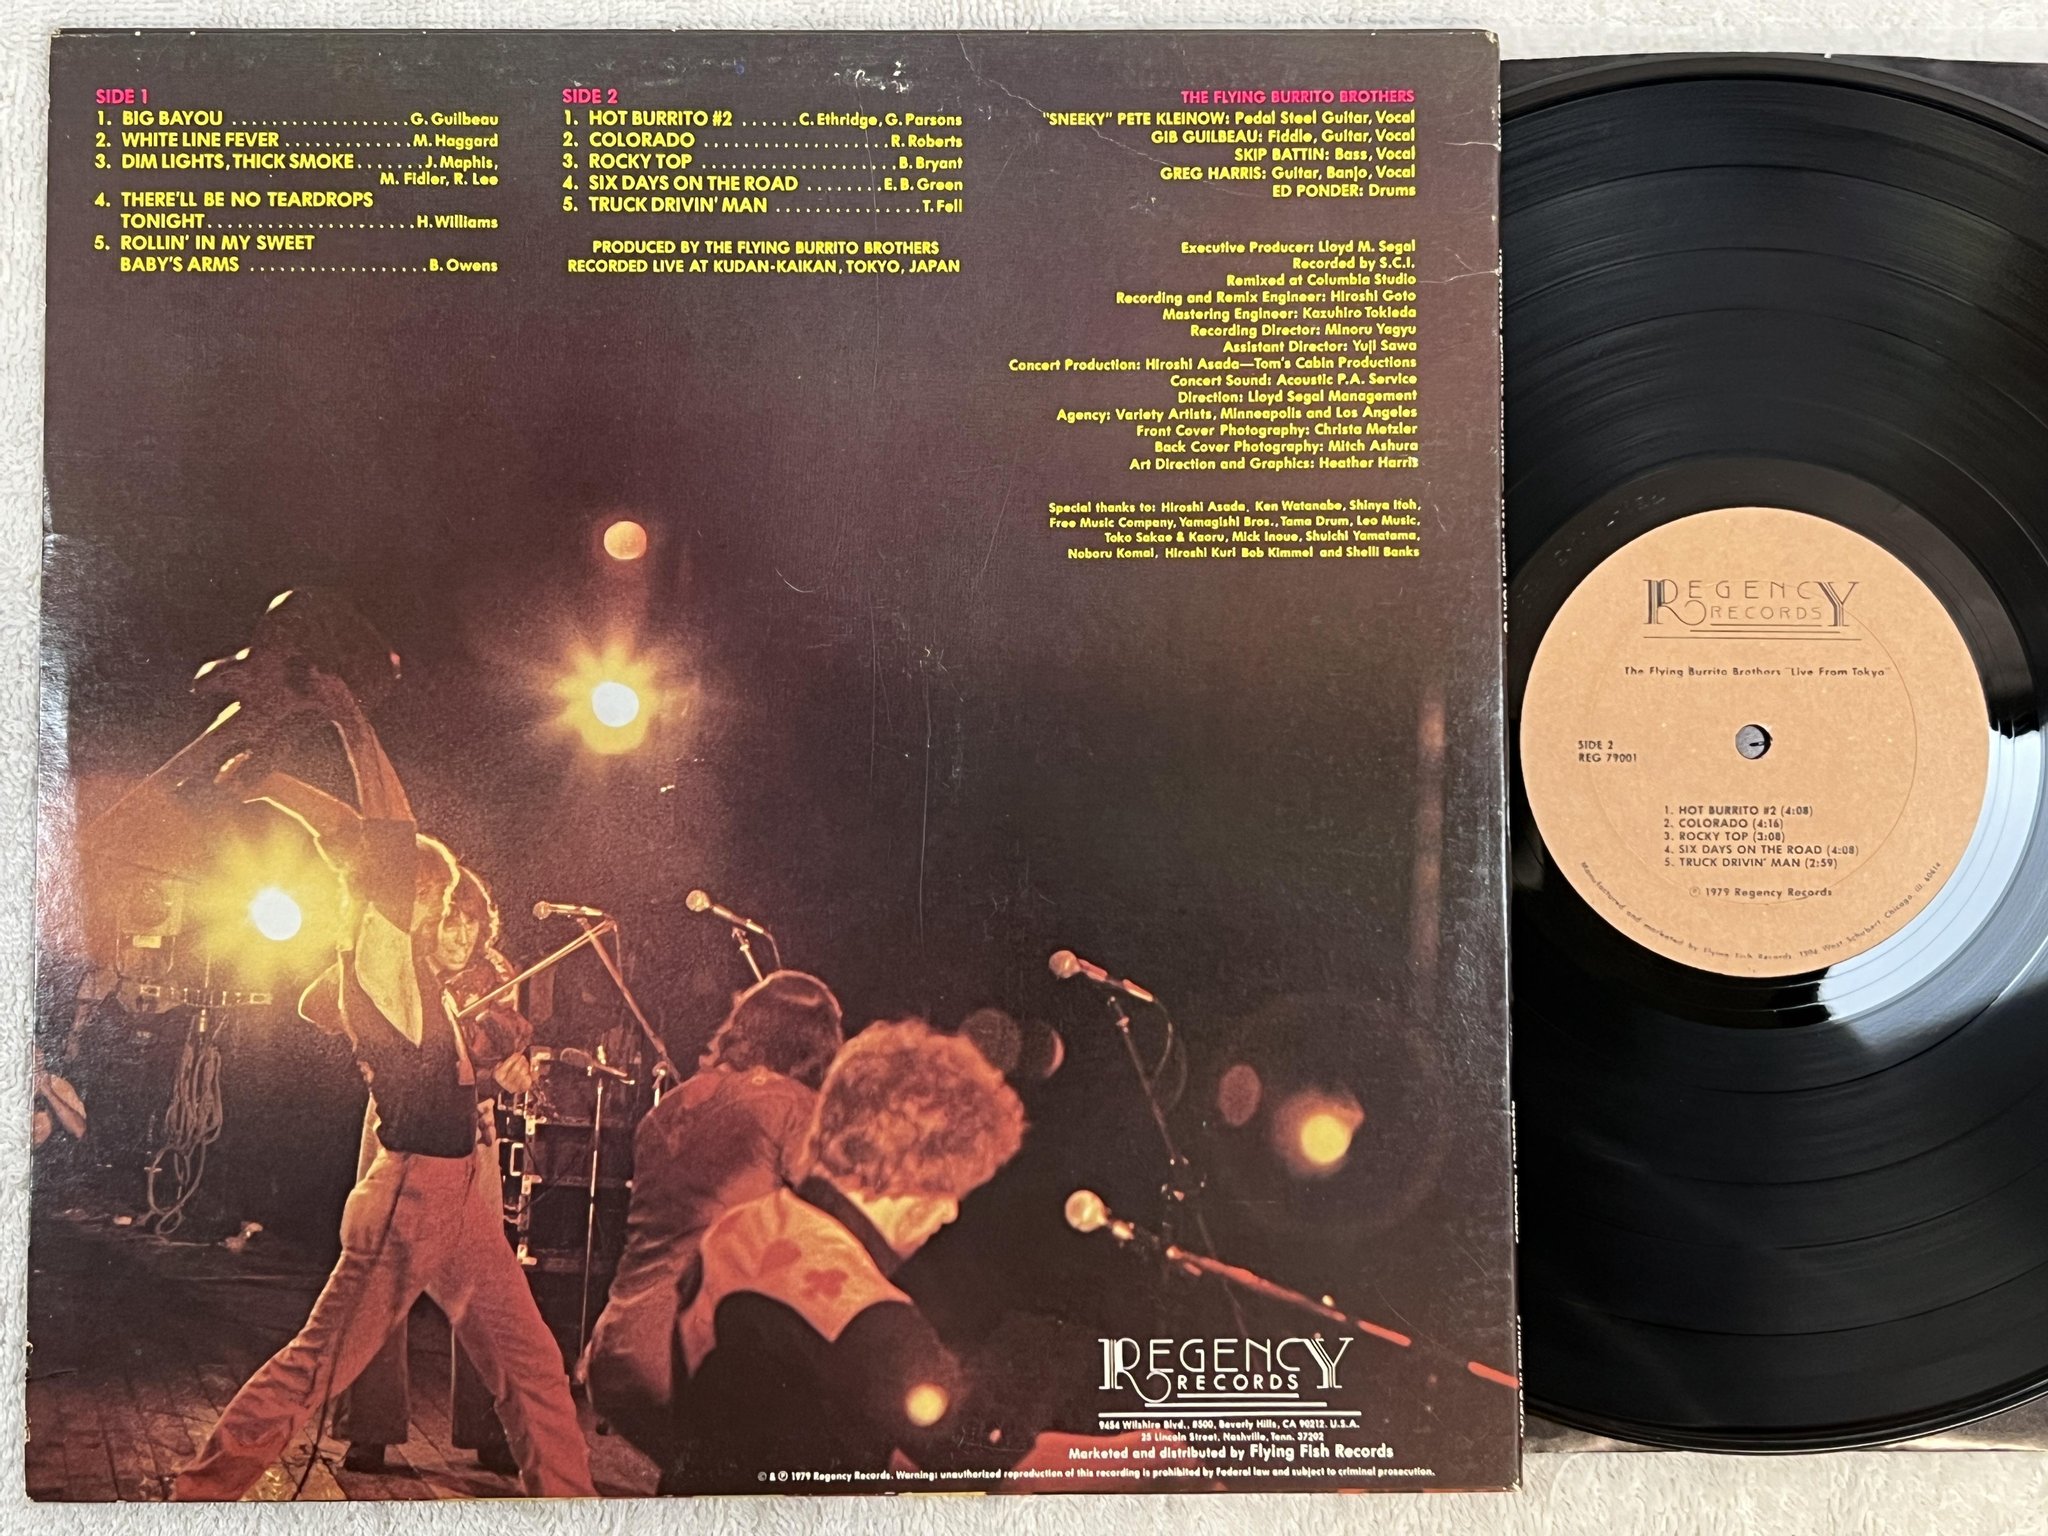 SIDE 1
1. BIG BAYOU ..................G. Guilbeau
2. WHITE LINE FEVER .............M. Haggard
3. DIM LIGHTS, THICK SMOKE .......J. Maphis,
M. Fidler, R. Lee
4. THERE'LL BE NO TEARDROPS
TONIGHT.....................H. Williams
5. ROLLIN' IN MY SWEET
BABY'S ARMS ..................B. Owens
SIDE 2
1. HOT BURRITO #2 ......C. Ethridge, G. Parsons
2. COLORADO ...................R. Roberts
3. ROCKY TOP ....................B. Bryant
4. SIX DAYS ON THE ROAD ........E. B. Green
5. TRUCK DRIVIN' MAN ...............T. Fell
PRODUCED BY THE FLYING BURRITO BROTHERS
RECORDED LIVE AT KUDAN-KAIKAN, TOKYO, JAPAN
THE FLYING BURRITO BROTHERS
"SNEEKY" PETE KLEINOW: Pedal Steel Guitar, Vocal
GIB GUILBEAU: Fiddle, Guitar, Vocal
SKIP BATTIN: Bass, Vocal
GREG HARRIS: Guitar, Banjo, Vocal
ED PONDER: Drums
Executive Producer: Lloyd M. Segal
Recorded by S.C.I.
Remixed at Columbia Studio
Recording and Remix Engineer: Hiroshi Goto
Mastering Engineer: Kazuhiro Tokieda
Recording Director: Minoru Yagyu
Assistant Director: Yuji Sawa
Concert Production: Hiroshi Asada—Tom's Cabin Productions
Concert Sound: Acoustic P.A. Service
Direction: Lloyd Segal Management
Agency: Variety Artists, Minneapolis and Los Angeles
Front Cover Photography: Christa Metzler
Back Cover Photography: Mitch Ashura
Art Direction and Graphics: Heather Harris
Special thanks to: Hiroshi Asada, Ken Watanabe, Shinya Itoh,
Free Music Company, Yamagishi Bros., Tama Drum, Leo Music,
Toko Sakae & Kaoru, Mick Inoue, Shuichi Yamatama,
Noboru Komai, Hiroshi Kuri Bob Kimmel and Shelli Banks
REGENCY
RECORDS
9454 Wilshire Blvd., #500, Beverly Hills, CA 90212. U.S.A.
25 Lincoln Street, Nashville, Tenn. 37202
Marketed and distributed by Flying Fish Records
© & ℗ 1979 Regency Records. Warning: unauthorized reproduction of this recording is prohibited by Federal law and subject to criminal prosecution.
REGENCY
RECORDS
The Flying Burrito Brothers "Live From Tokyo"
SIDE 2
REG 79001
1. HOT BURRITO #2 (4:08)
2. COLORADO (4:16)
3. ROCKY TOP (3:08)
4. SIX DAYS ON THE ROAD (4:08)
5. TRUCK DRIVIN' MAN (2:59)
℗ 1979 Regency Records
Manufactured and marketed by Flying Fish Records, 1304 West Schubert, Chicago, Ill. 60614